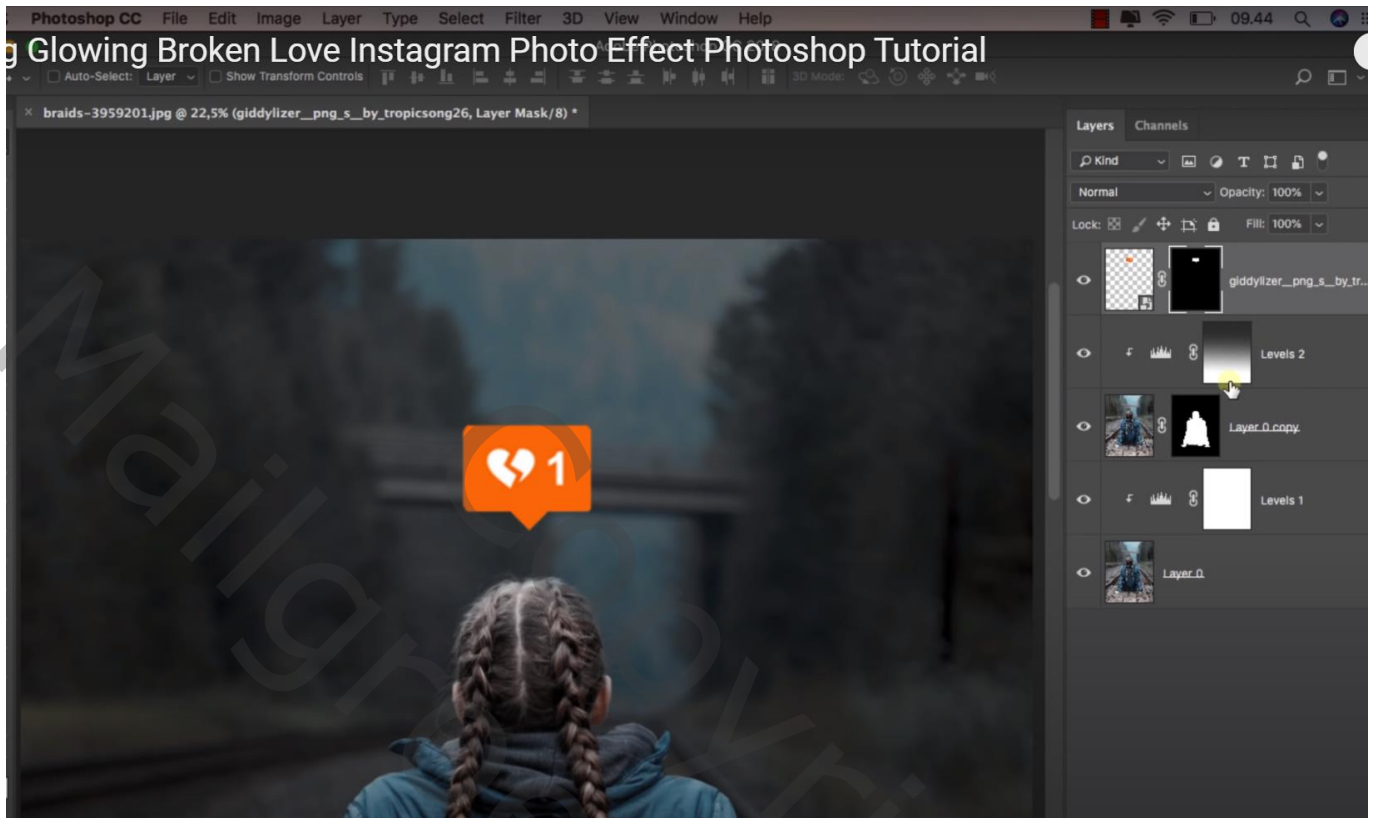 Photoshop CC File Edit Image Layer Type Select Filter 3D View Window Help 09.44
Glowing Broken Love Instagram Photo Effect Photoshop Tutorial
Auto-Select: Layer Show Transform Controls 3D Mode:
braids-3959201.jpg @ 22,5% (giddylizer__png_s__by_tropicsong26, Layer Mask/8) *
Layers Channels
Kind
Normal Opacity: 100%
Lock: Fill: 100%
giddylizer__png_s__by_tr...
Levels 2
Layer 0 copy
Levels 1
Layer 0
1